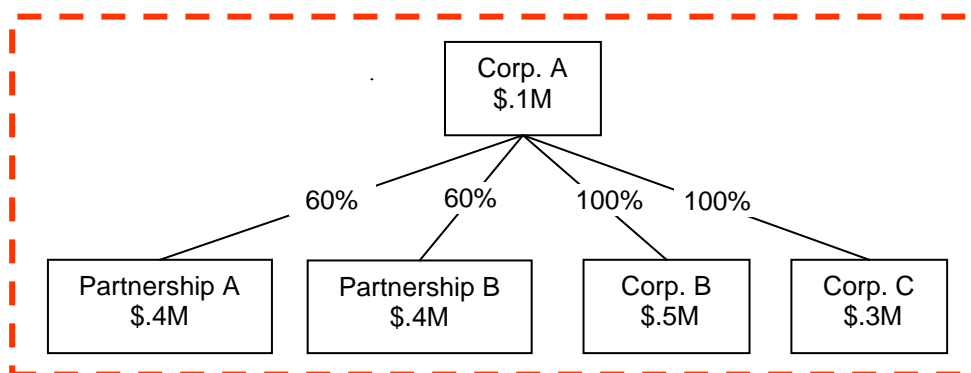 Corp. A
$.1M
60%
60%
100%
100%
Partnership A
$.4M
Partnership B
$.4M
Corp. B
$.5M
Corp. C
$.3M